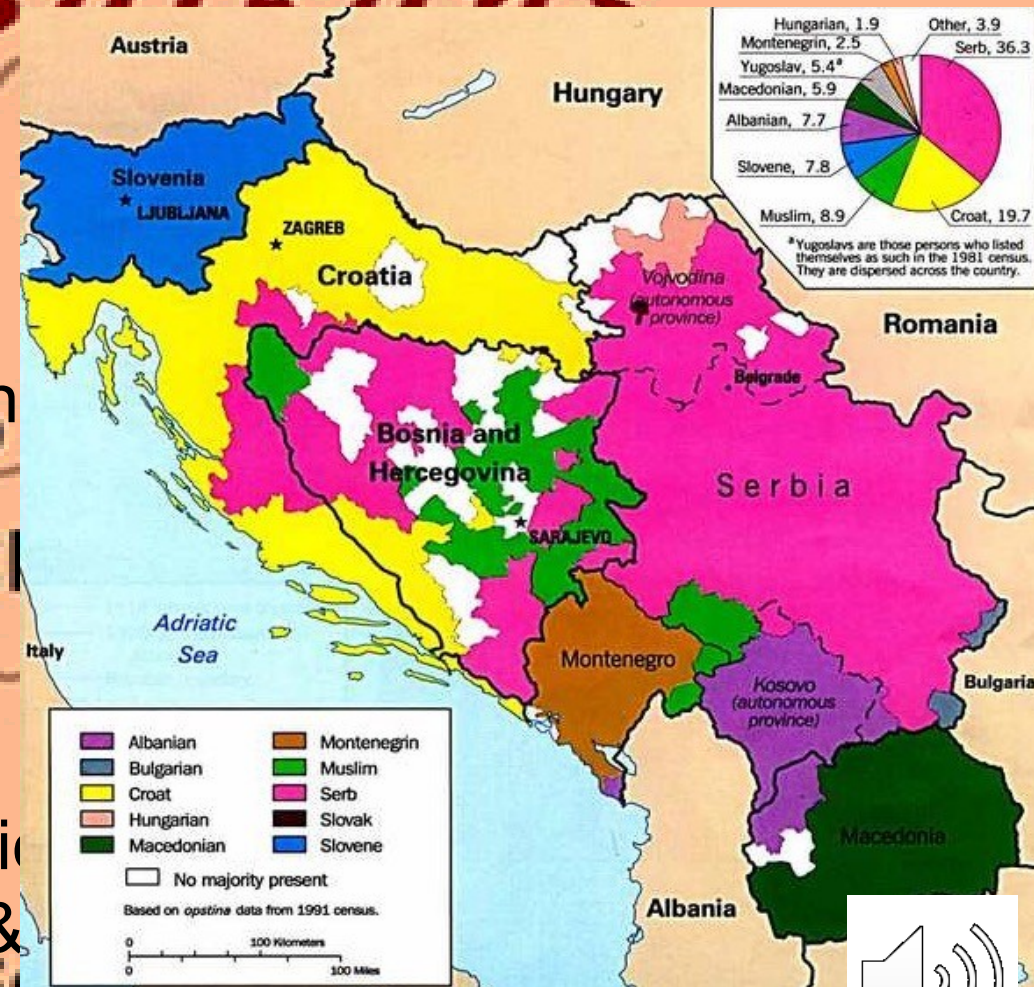 Austria
Hungary
Hungarian, 1.9
Other, 3.9
Montenegrin, 2.5
Serb, 36.3
Yugoslav, 5.4ª
Macedonian, 5.9
Albanian, 7.7
Slovene, 7.8
Muslim, 8.9
Croat, 19.7
ªYugoslavs are those persons who listed
themselves as such in the 1981 census.
They are dispersed across the country.
Slovenia
LJUBLJANA
ZAGREB
Croatia
Vojvodina
(autonomous
province)
Romania
Belgrade
Bosnia and
Hercegovina
Serbia
SARAJEVO
Adriatic
Sea
Italy
Montenegro
Kosovo
(autonomous
province)
Bulgaria
Macedonia
Albania
Albanian
Bulgarian
Croat
Hungarian
Macedonian
Montenegrin
Muslim
Serb
Slovak
Slovene
No majority present
Based on opstina data from 1991 census.
0 100 Kilometers
0 100 Miles
n
&